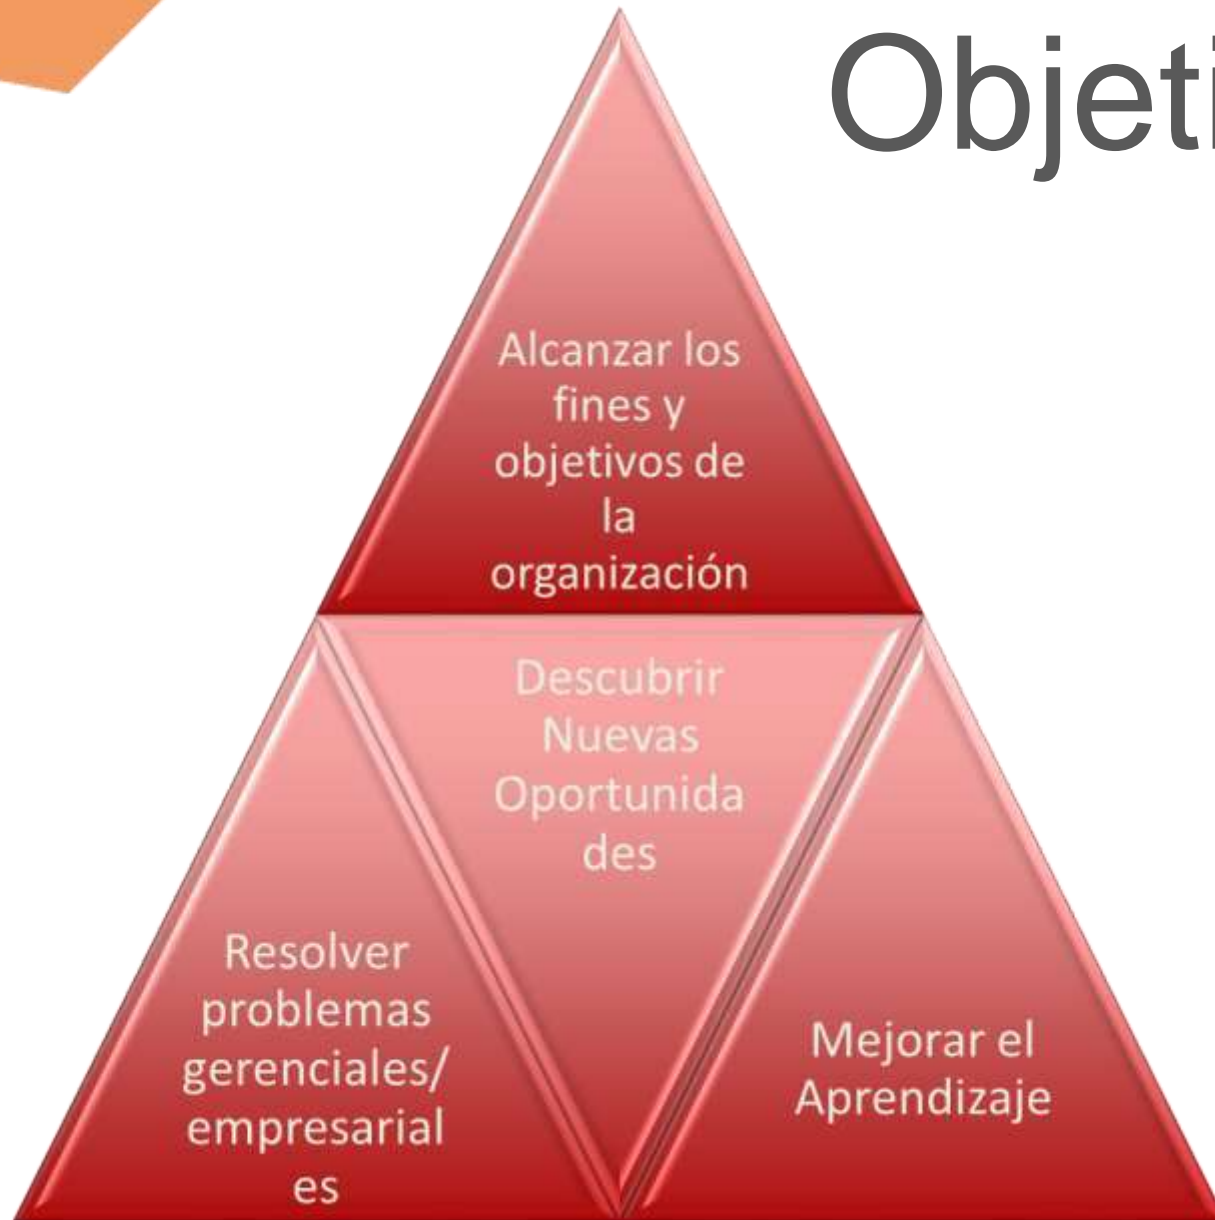 Objeti
Alcanzar los
fines y
objetivos de
la
organización
Descubrir
Nuevas
Oportunida
des
Resolver
problemas
gerenciales/
empresarial
es
Mejorar el
Aprendizaje